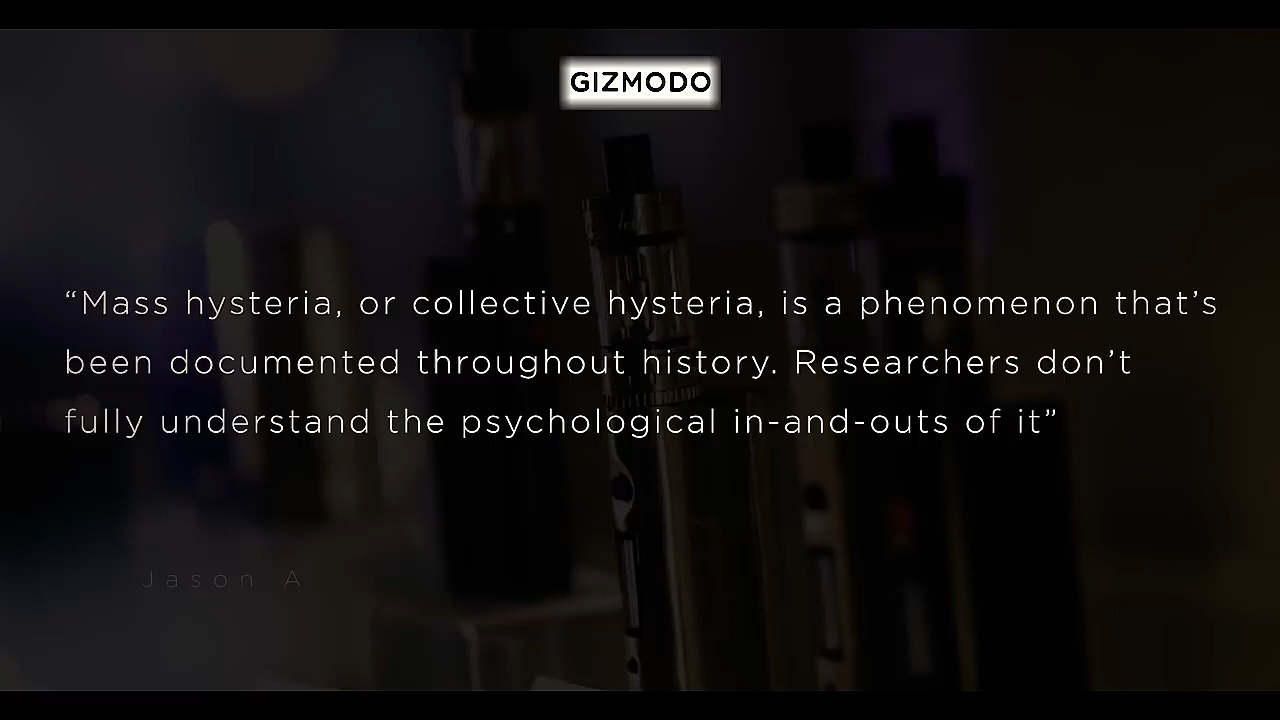 GIZMODO
“Mass hysteria, or collective hysteria, is a phenomenon that’s
been documented throughout history. Researchers don’t
fully understand the psychological in-and-outs of it”
Jason A